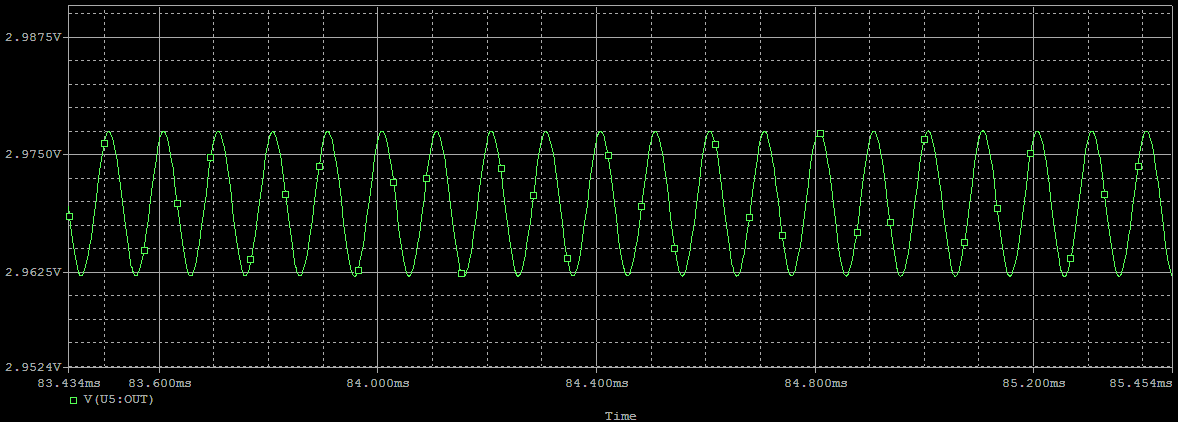 2.9875V
2.9750V
2.9625V
2.9524V
83.434ms 83.600ms 84.000ms 84.400ms 84.800ms 85.200ms 85.454ms
V(U5:OUT)
Time